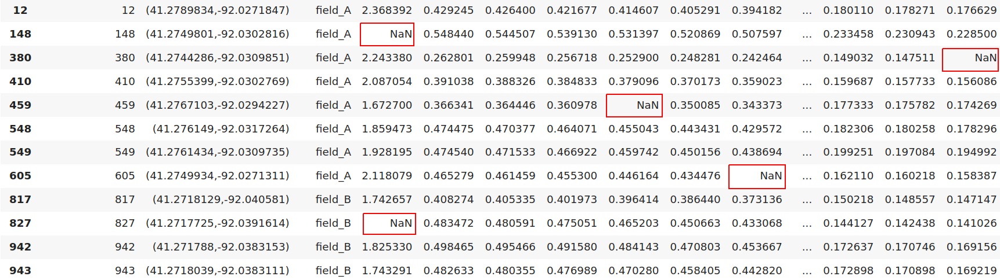 12 12 (41.2789834,-92.0271847) field_A 2.368392 0.429245 0.426400 0.421677 0.414607 0.405291 0.394182 ... 0.180110 0.178271 0.176629
148 148 (41.2749801,-92.0302816) field_A NaN 0.548440 0.544507 0.539130 0.531397 0.520869 0.507597 ... 0.233458 0.230943 0.228500
380 380 (41.2744286,-92.0309851) field_A 2.243380 0.262801 0.259948 0.256718 0.252900 0.248281 0.242464 ... 0.149032 0.147511 NaN
410 410 (41.2755399,-92.0302769) field_A 2.087054 0.391038 0.388326 0.384833 0.379096 0.370173 0.359023 ... 0.159687 0.157733 0.156086
459 459 (41.2767103,-92.0294227) field_A 1.672700 0.366341 0.364446 0.360978 NaN 0.350085 0.343373 ... 0.177333 0.175782 0.174269
548 548 (41.276149,-92.0317264) field_A 1.859473 0.474475 0.470377 0.464071 0.455043 0.443431 0.429572 ... 0.182306 0.180258 0.178296
549 549 (41.2761434,-92.0309735) field_A 1.928195 0.474540 0.471533 0.466922 0.459742 0.450156 0.438694 ... 0.199251 0.197084 0.194992
605 605 (41.2749934,-92.0271311) field_A 2.118079 0.465279 0.461459 0.455300 0.446164 0.434476 NaN ... 0.162110 0.160218 0.158387
817 817 (41.2718129,-92.040581) field_B 1.742657 0.408274 0.405335 0.401973 0.396414 0.386440 0.373136 ... 0.150218 0.148557 0.147147
827 827 (41.2717725,-92.0391614) field_B NaN 0.483472 0.480591 0.475051 0.465203 0.450663 0.433068 ... 0.144127 0.142438 0.141026
942 942 (41.271788,-92.0383153) field_B 1.825330 0.498465 0.495466 0.491580 0.484143 0.470803 0.453667 ... 0.172637 0.170746 0.169156
943 943 (41.2718039,-92.0383111) field_B 1.743291 0.482633 0.480355 0.476989 0.470280 0.458405 0.442820 ... 0.172898 0.170898 0.169219